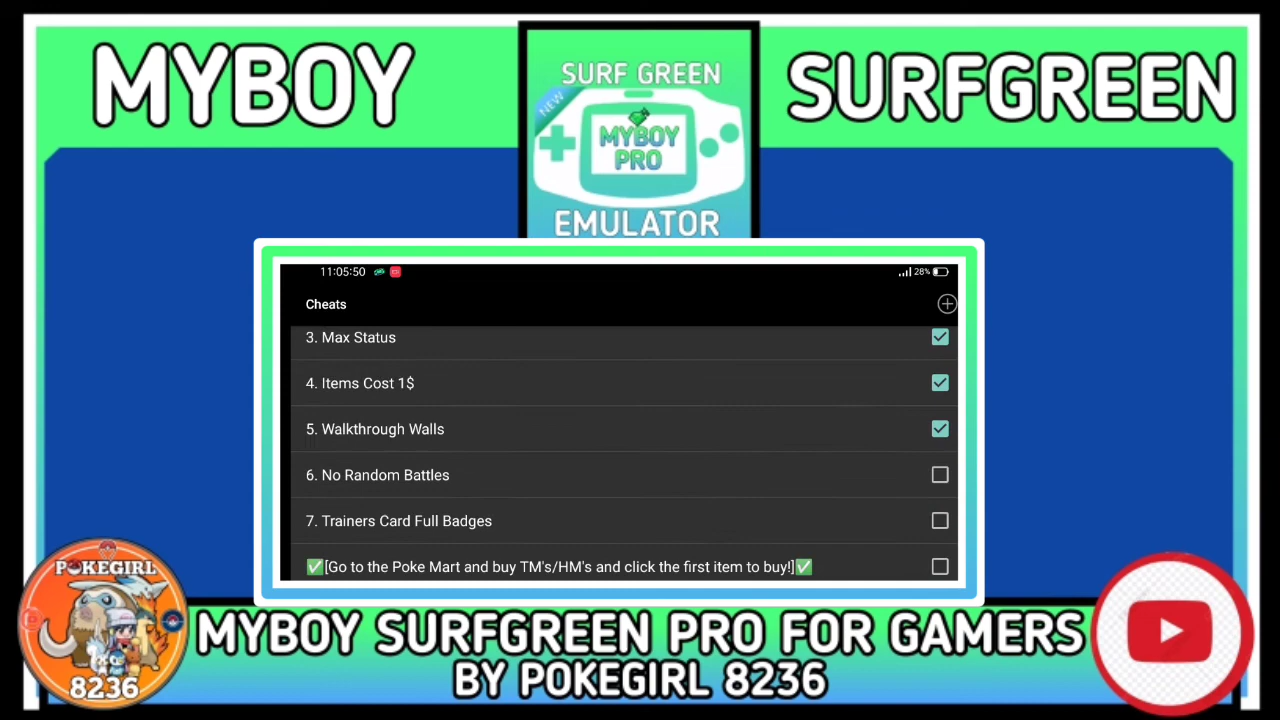 MYBOY
SURF GREEN
NEW
MYBOY
PRO
EMULATOR
SURFGREEN
11:05:50
28%
Cheats
3. Max Status
4. Items Cost 1$
5. Walkthrough Walls
6. No Random Battles
7. Trainers Card Full Badges
✅[Go to the Poke Mart and buy TM's/HM's and click the first item to buy!]✅
POKEGIRL
8236
MYBOY SURFGREEN PRO FOR GAMERS
BY POKEGIRL 8236